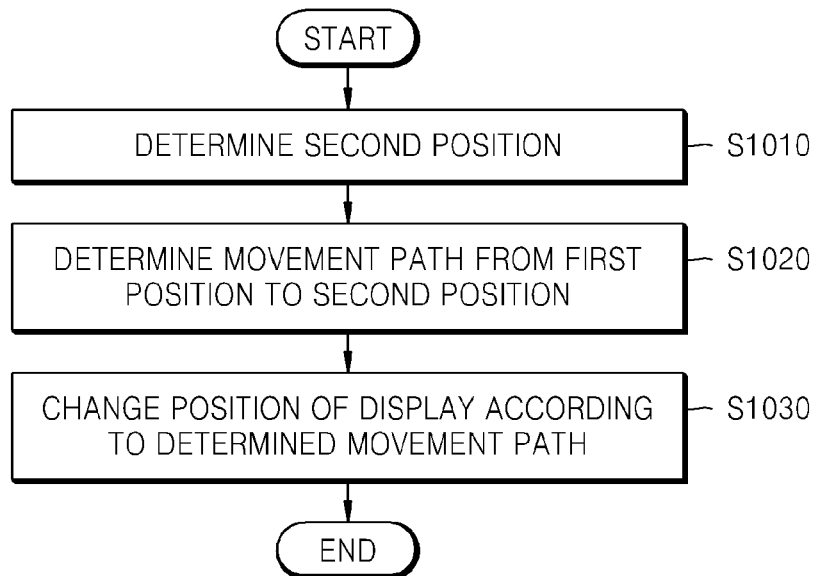 START
DETERMINE SECOND POSITION
S1010
DETERMINE MOVEMENT PATH FROM FIRST
POSITION TO SECOND POSITION
S1020
CHANGE POSITION OF DISPLAY ACCORDING
TO DETERMINED MOVEMENT PATH
S1030
END